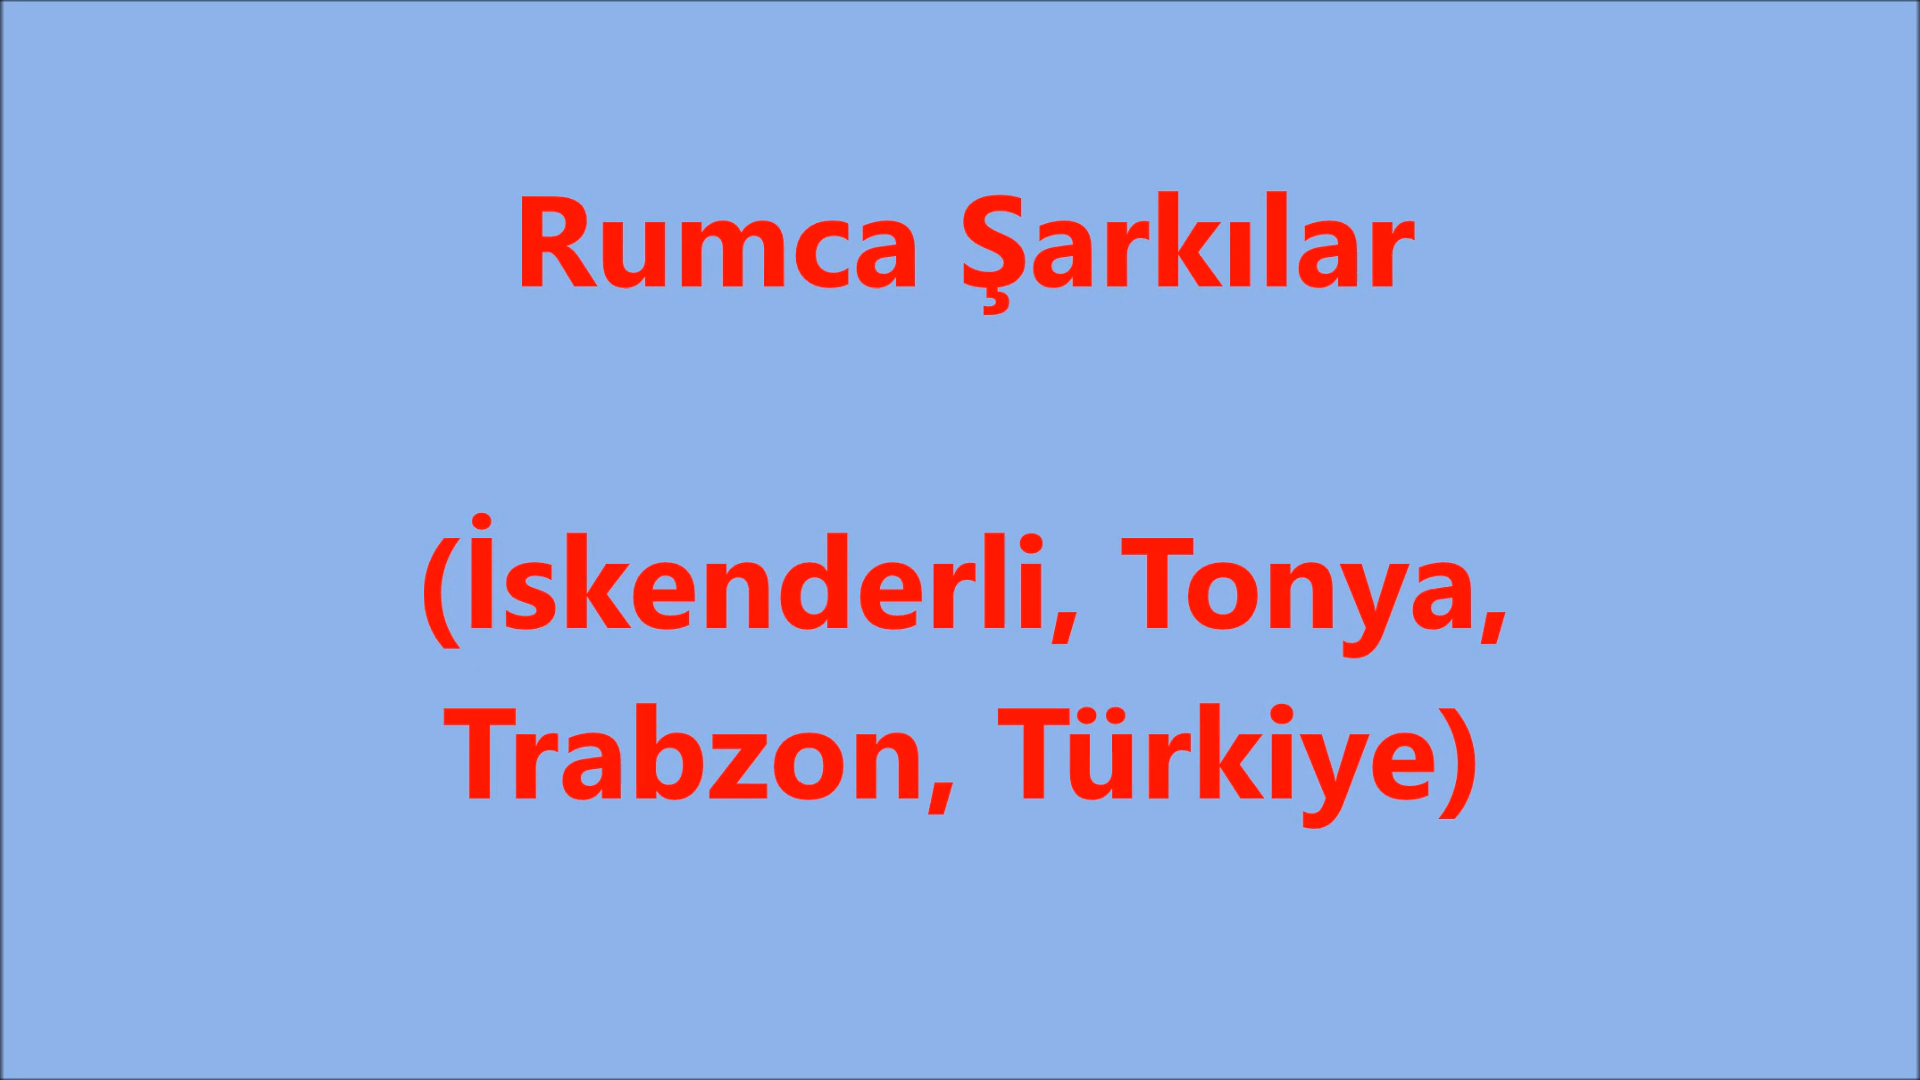 Rumca Şarkılar
(İskenderli, Tonya,
Trabzon, Türkiye)